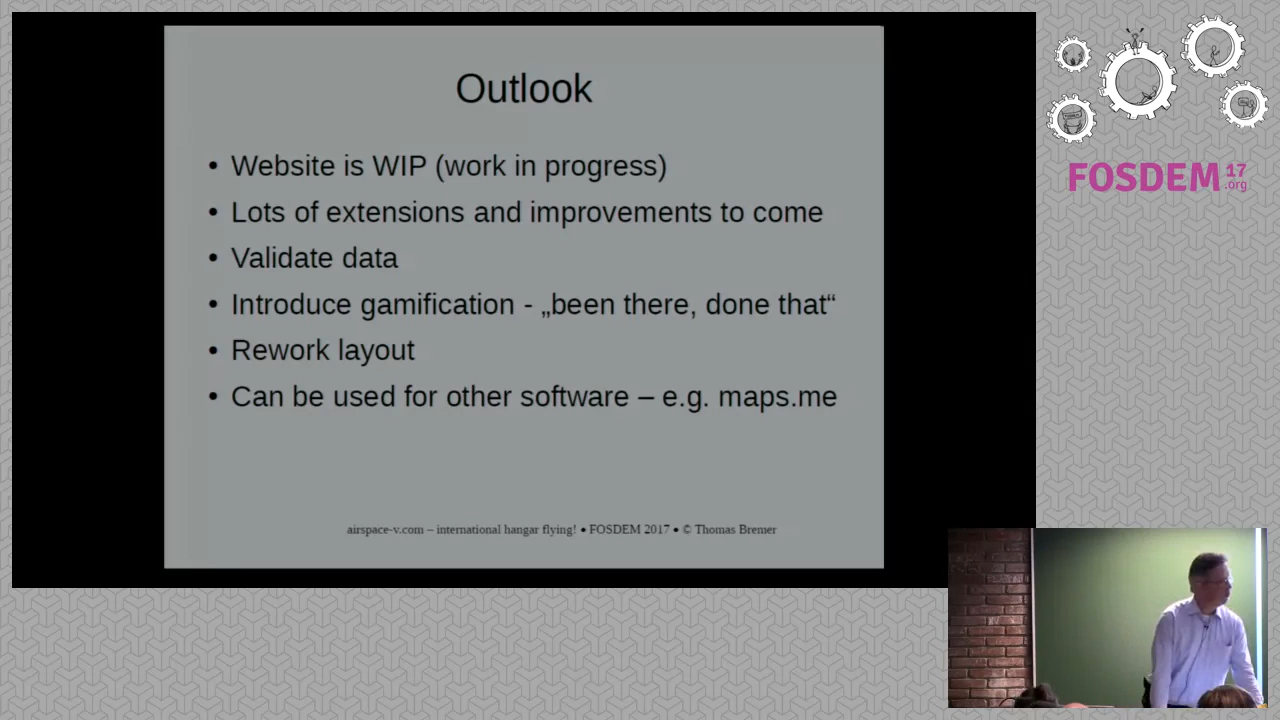 Outlook
• Website is WIP (work in progress)
• Lots of extensions and improvements to come
• Validate data
• Introduce gamification - „been there, done that“
• Rework layout
• Can be used for other software – e.g. maps.me
airspace-v.com – international hangar flying! • FOSDEM 2017 • © Thomas Bremer
FOSDEM 17
.org